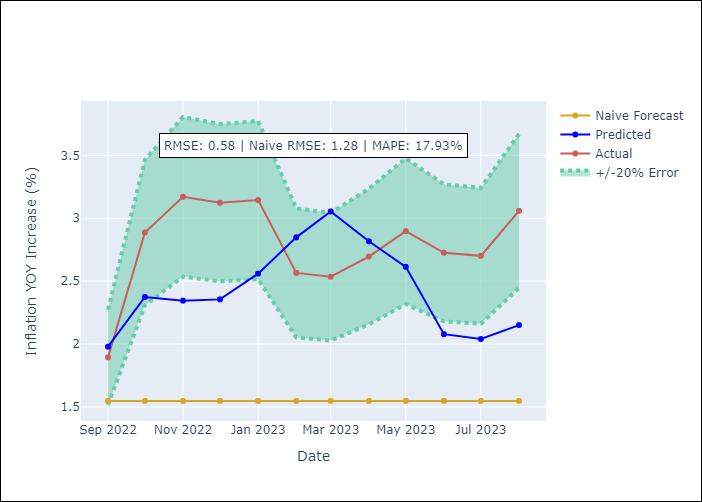 RMSE: 0.58 | Naive RMSE: 1.28 | MAPE: 17.93%
Naive Forecast
Predicted
Actual
+/-20% Error
Inflation YOY Increase (%)
3.5
3
2.5
2
1.5
Sep 2022
Nov 2022
Jan 2023
Mar 2023
May 2023
Jul 2023
Date